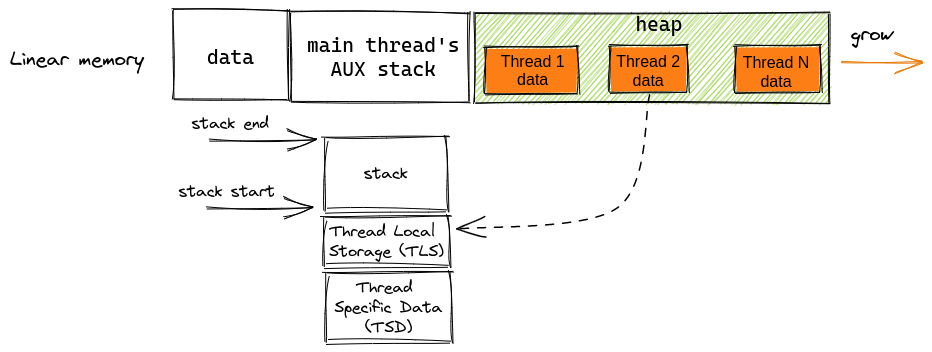 Linear memory
data
main thread's
AUX stack
heap
Thread 1
data
Thread 2
data
Thread N
data
grow
stack end
stack
stack start
Thread Local
Storage (TLS)
Thread
Specific Data
(TSD)